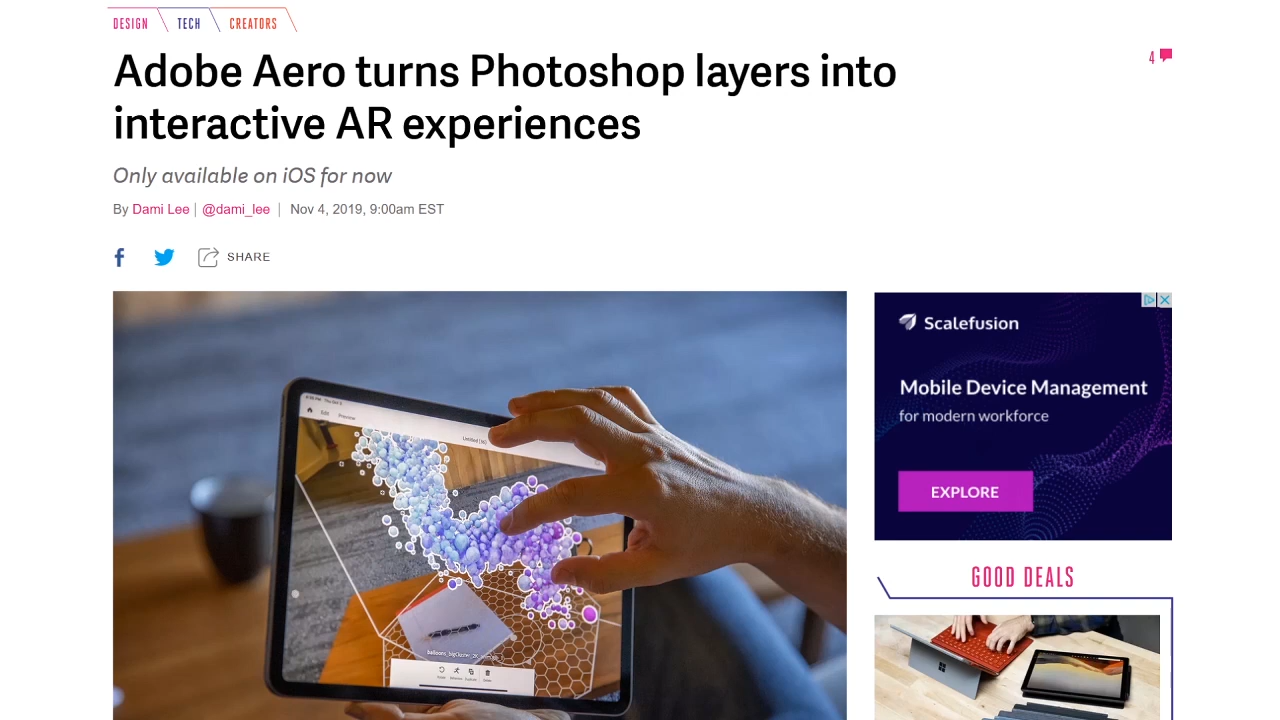 DESIGN TECH CREATORS
Adobe Aero turns Photoshop layers into
interactive AR experiences
4
Only available on iOS for now
By Dami Lee | @dami_lee | Nov 4, 2019, 9:00am EST
SHARE
Edit Preview
Scalefusion
Mobile Device Management
for modern workforce
EXPLORE
GOOD DEALS